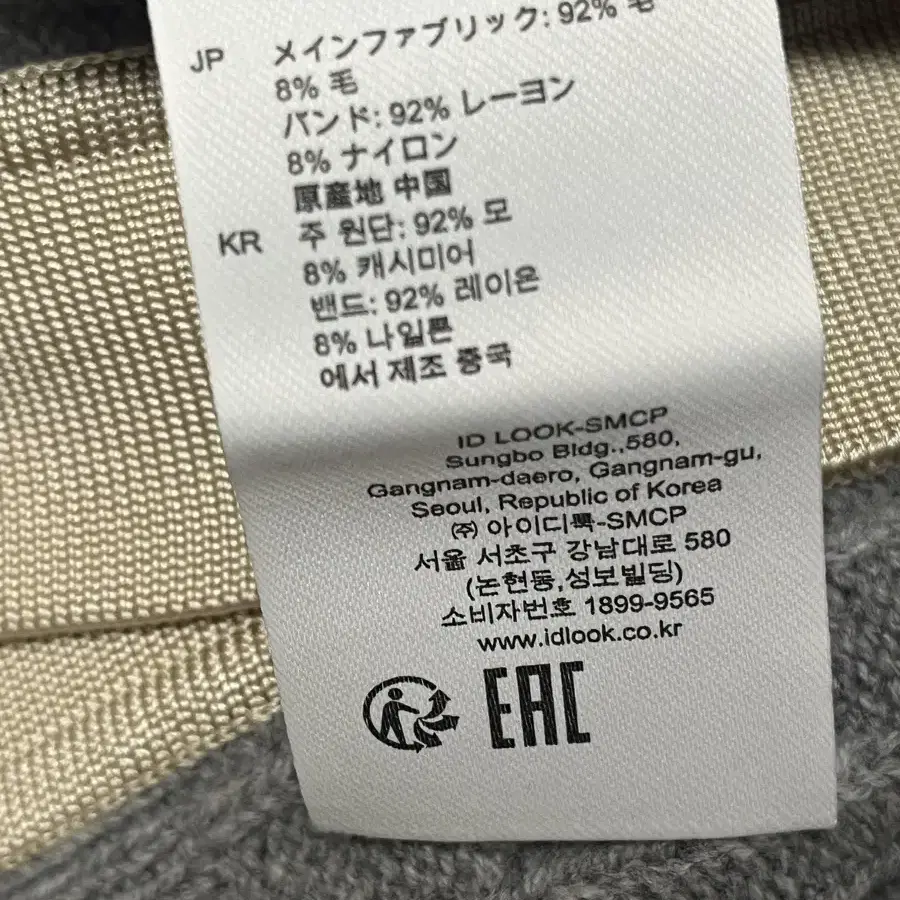 JP メインファブリック: 92% 毛
8% 毛
バンド: 92% レーヨン
8% ナイロン
原産地 中国
KR 주 원단: 92% 모
8% 캐시미어
밴드: 92% 레이온
8% 나일론
에서 제조 중국
ID LOOK-SMCP
Sungbo Bldg.,580,
Gangnam-daero, Gangnam-gu,
Seoul, Republic of Korea
㈜ 아이디룩-SMCP
서울 서초구 강남대로 580
(논현동,성보빌딩)
소비자번호 1899-9565
www.idlook.co.kr
EAC